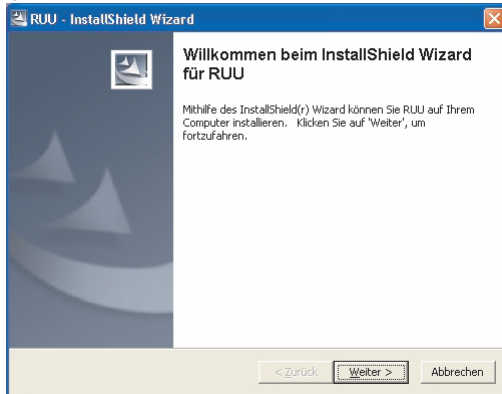 RUU - InstallShield Wizard
Willkommen beim InstallShield Wizard
für RUU
Mithilfe des InstallShield(r) Wizard können Sie RUU auf Ihrem
Computer installieren. Klicken Sie auf 'Weiter', um
fortzufahren.
< Zurück Weiter > Abbrechen